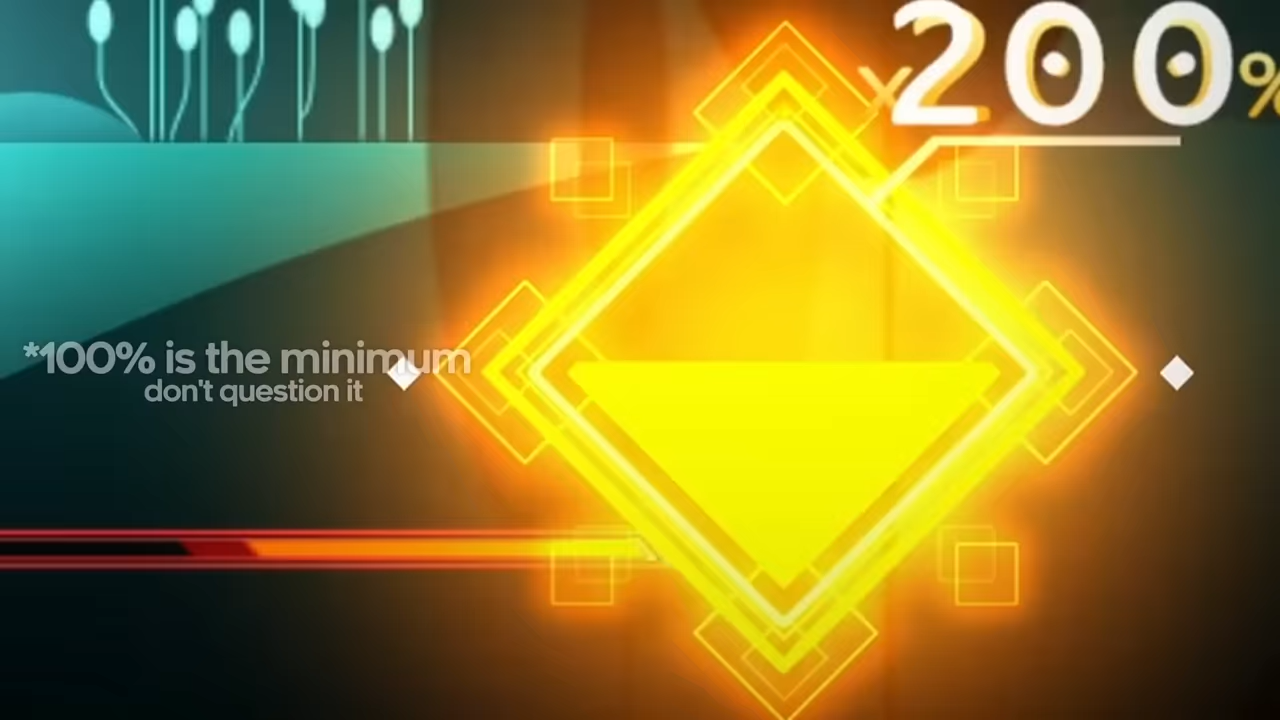 x200%
*100% is the minimum
don't question it